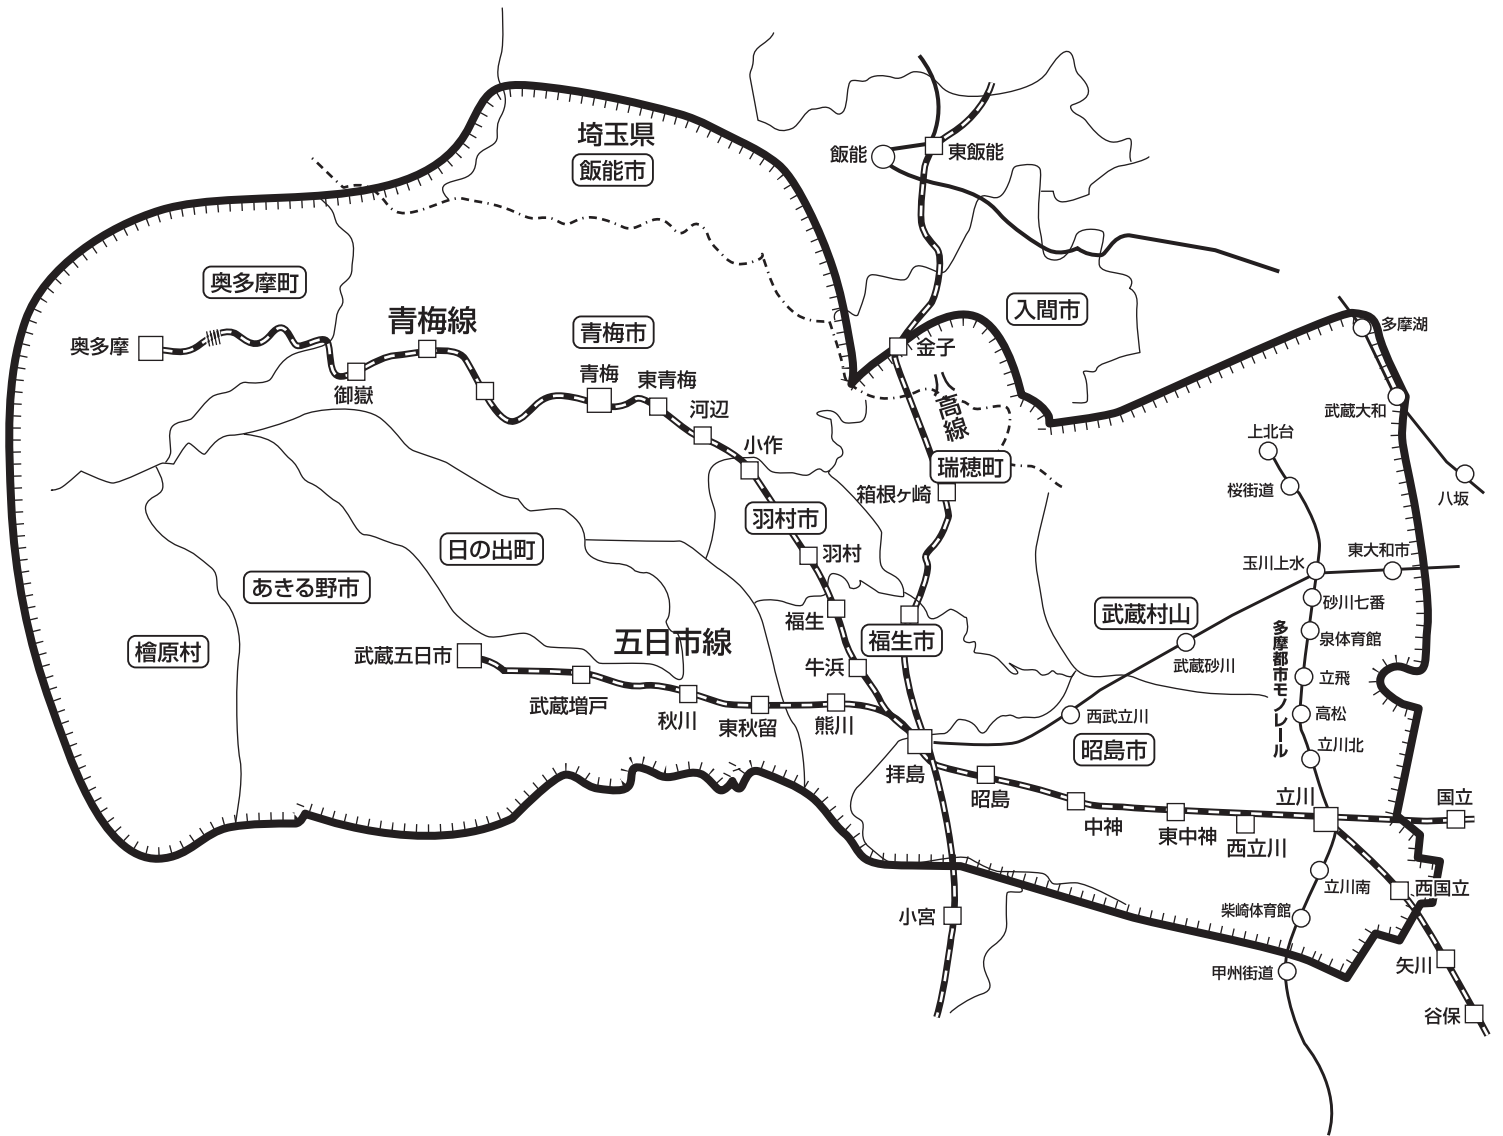 埼玉県
飯能市
飯能
東飯能
奥多摩町
青梅線
青梅市
入間市
奥多摩
御嶽
青梅
東青梅
河辺
小作
金子
八高線
多摩湖
武蔵大和
八坂
上北台
桜街道
瑞穂町
箱根ヶ崎
羽村市
羽村
日の出町
あきる野市
檜原村
玉川上水
東大和市
砂川七番
泉体育館
立飛
高松
立川北
多摩都市モノレール
武蔵村山
武蔵砂川
福生
福生市
牛浜
五日市線
武蔵五日市
武蔵増戸
秋川
東秋留
熊川
西武立川
昭島市
拝島
昭島
中神
東中神
西立川
立川
国立
立川南
西国立
柴崎体育館
小宮
甲州街道
矢川
谷保